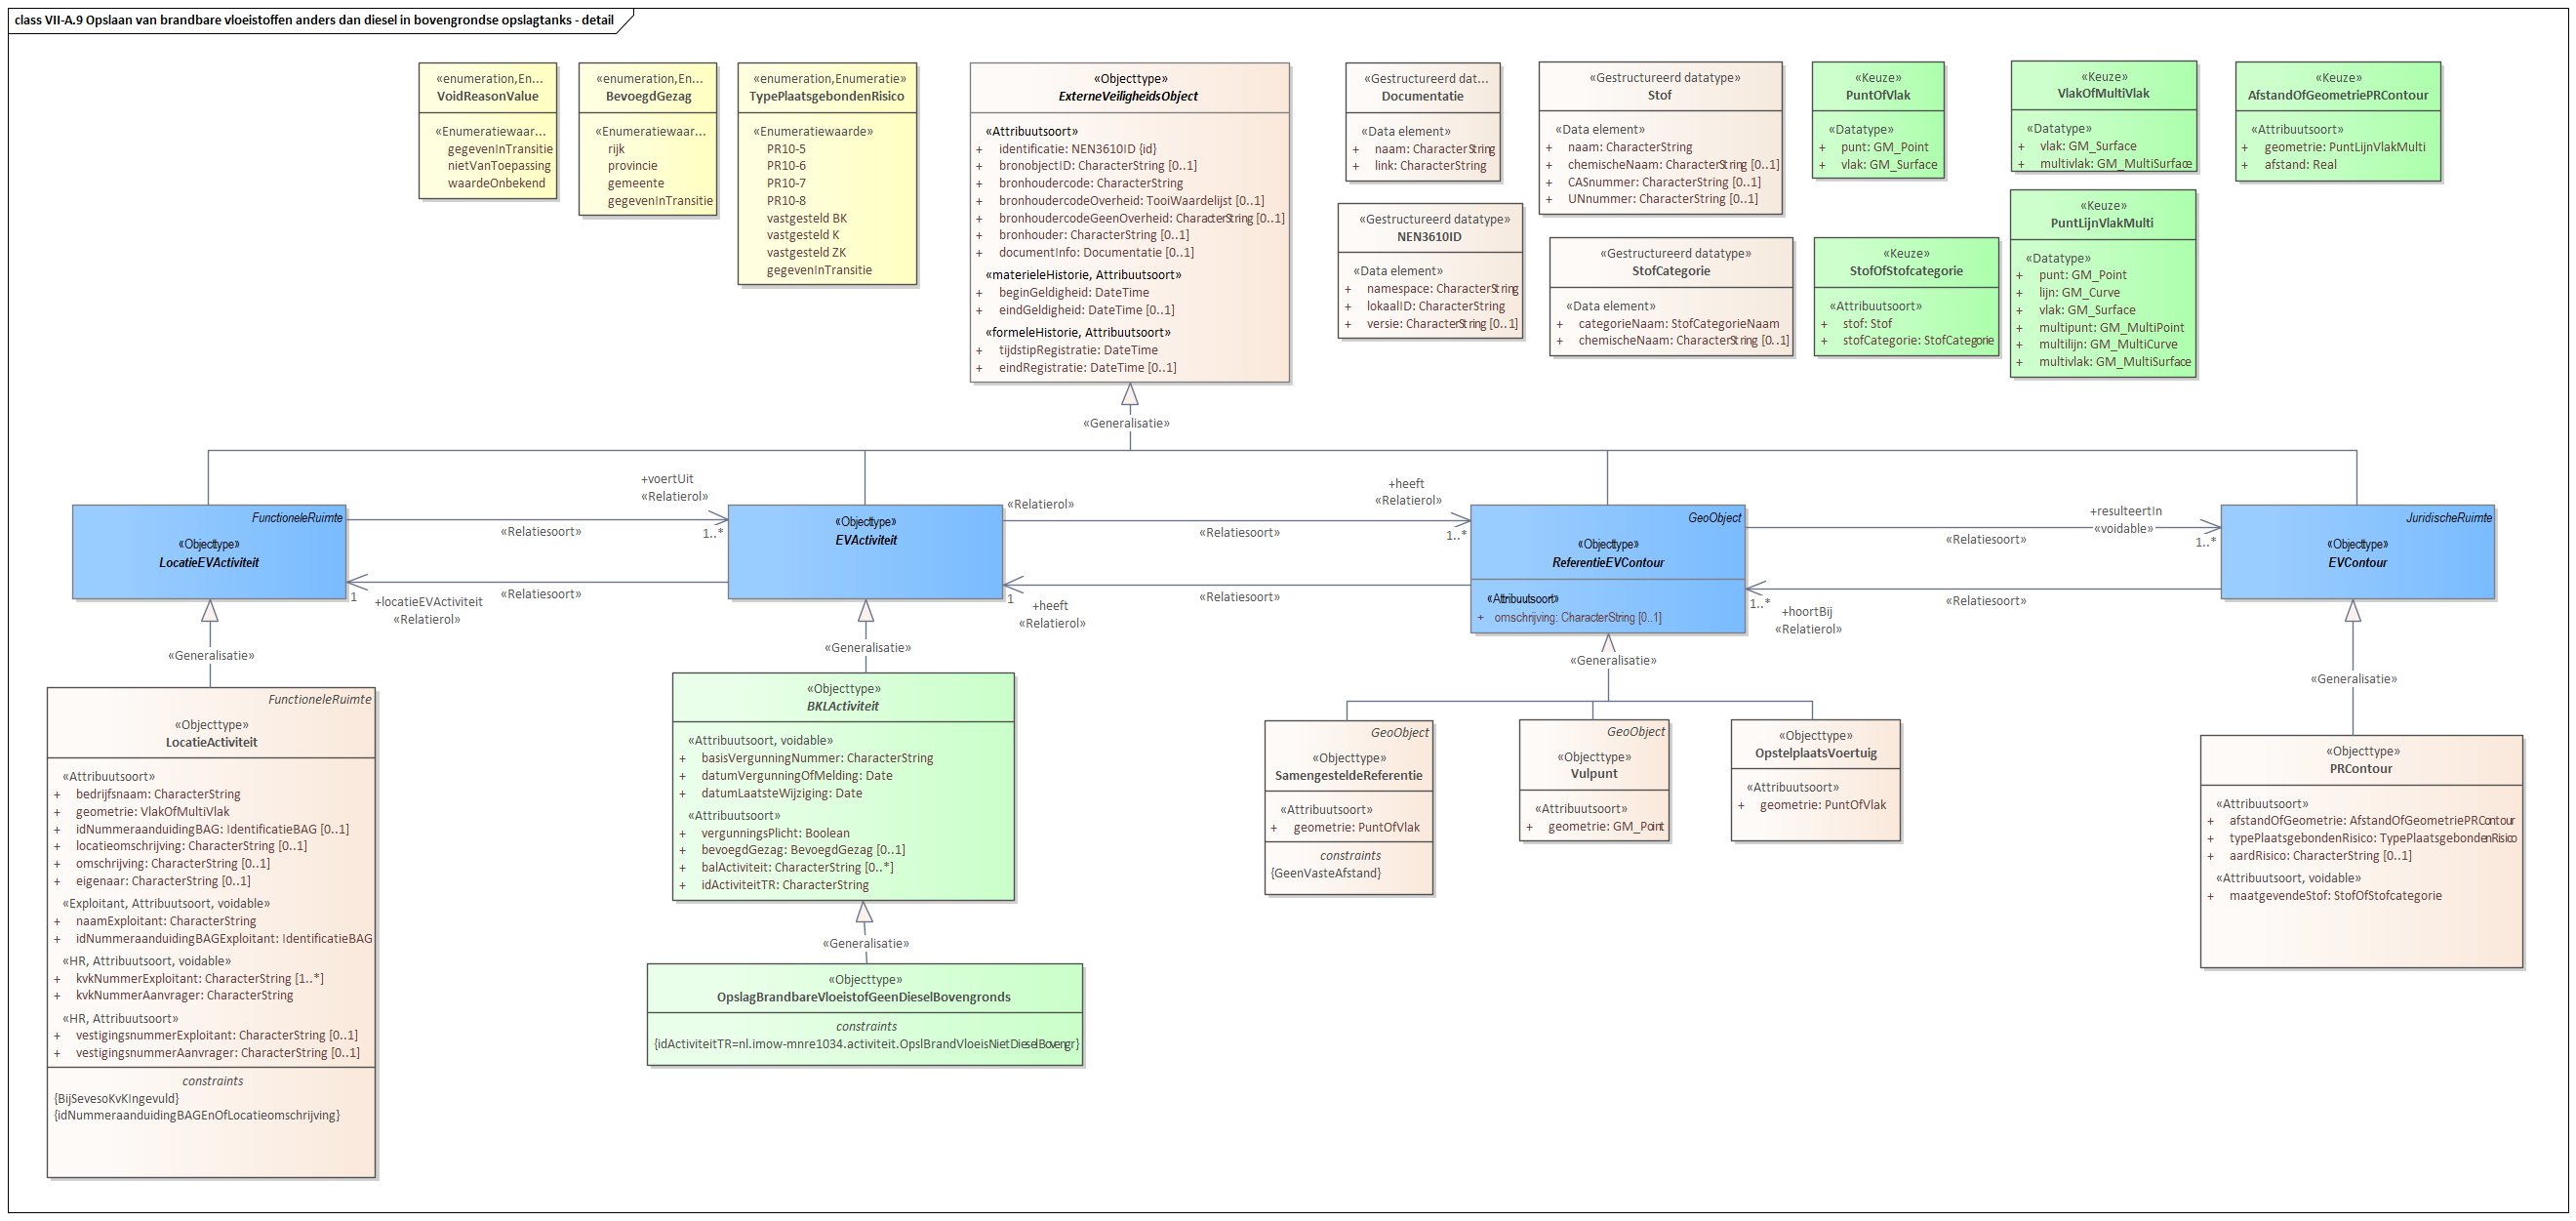 class VII-A.9 Opslaan van brandbare vloeistoffen anders dan diesel in bovengrondse opslagtanks - detail
«enumeration,En...
VoidReasonValue
«Enumeratiewaar...
gegevenInTransitie
nietVanToepassing
waardeOnbekend
«enumeration,En...
BevoegdGezag
«Enumeratiewaar...
rijk
provincie
gemeente
gegevenInTransitie
«enumeration,Enumeratie»
TypePlaatsgebondenRisico
«Enumeratiewaarde»
PR10-5
PR10-6
PR10-7
PR10-8
vastgesteld BK
vastgesteld K
vastgesteld ZK
gegevenInTransitie
«Objecttype»
ExterneVeiligheidsObject
«Attribuutsoort»
+ identificatie: NEN3610ID {id}
+ bronobjectID: CharacterString [0..1]
+ bronhoudercode: CharacterString
+ bronhoudercodeOverheid: TooiWaardelijst [0..1]
+ bronhoudercodeGeenOverheid: CharacterString [0..1]
+ bronhouder: CharacterString [0..1]
+ documentInfo: Documentatie [0..1]
«materieleHistorie, Attribuutsoort»
+ beginGeldigheid: DateTime
+ eindGeldigheid: DateTime [0..1]
«formeleHistorie, Attribuutsoort»
+ tijdstipRegistratie: DateTime
+ eindRegistratie: DateTime [0..1]
«Gestructureerd dat...
Documentatie
«Data element»
+ naam: CharacterString
+ link: CharacterString
«Gestructureerd datatype»
NEN3610ID
«Data element»
+ namespace: CharacterString
+ lokaalID: CharacterString
+ versie: CharacterString [0..1]
«Gestructureerd datatype»
Stof
«Data element»
+ naam: CharacterString
+ chemischeNaam: CharacterString [0..1]
+ CASnummer: CharacterString [0..1]
+ UNnummer: CharacterString [0..1]
«Gestructureerd datatype»
StofCategorie
«Data element»
+ categorieNaam: StofCategorieNaam
+ chemischeNaam: CharacterString [0..1]
«Keuze»
PuntOfVlak
«Datatype»
+ punt: GM_Point
+ vlak: GM_Surface
«Keuze»
StofOfStofcategorie
«Attribuutsoort»
+ stof: Stof
+ stofCategorie: StofCategorie
«Keuze»
VlakOfMultiVlak
«Datatype»
+ vlak: GM_Surface
+ multivlak: GM_MultiSurface
«Keuze»
PuntLijnVlakMulti
«Datatype»
+ punt: GM_Point
+ lijn: GM_Curve
+ vlak: GM_Surface
+ multipunt: GM_MultiPoint
+ multilijn: GM_MultiCurve
+ multivlak: GM_MultiSurface
«Keuze»
AfstandOfGeometriePRContour
«Attribuutsoort»
+ geometrie: PuntLijnVlakMulti
+ afstand: Real
«Generalisatie»
FunctioneleRuimte
«Objecttype»
LocatieEVActiviteit
+voertUit
«Relatierol»
1..*
«Relatiesoort»
«Relatiesoort»
1
+locatieEVActiviteit
«Relatierol»
«Objecttype»
EVActiviteit
«Relatierol»
+heeft
«Relatierol»
1..*
«Relatiesoort»
«Relatiesoort»
1
+heeft
«Relatierol»
GeoObject
«Objecttype»
ReferentieEVContour
«Attribuutsoort»
+ omschrijving: CharacterString [0..1]
+resulteertIn
«voidable»
1..*
«Relatiesoort»
«Relatiesoort»
1..*
+hoortBij
«Relatierol»
JuridischeRuimte
«Objecttype»
EVContour
«Generalisatie»
«Generalisatie»
«Generalisatie»
«Generalisatie»
FunctioneleRuimte
«Objecttype»
LocatieActiviteit
«Attribuutsoort»
+ bedrijfsnaam: CharacterString
+ geometrie: VlakOfMultiVlak
+ idNummeraanduidingBAG: IdentificatieBAG [0..1]
+ locatieomschrijving: CharacterString [0..1]
+ omschrijving: CharacterString [0..1]
+ eigenaar: CharacterString [0..1]
«Exploitant, Attribuutsoort, voidable»
+ naamExploitant: CharacterString
+ idNummeraanduidingBAGExploitant: IdentificatieBAG
«HR, Attribuutsoort, voidable»
+ kvkNummerExploitant: CharacterString [1..*]
+ kvkNummerAanvrager: CharacterString
«HR, Attribuutsoort»
+ vestigingsnummerExploitant: CharacterString [0..1]
+ vestigingsnummerAanvrager: CharacterString [0..1]
constraints
{BijSevesoKvKIngevuld}
{idNummeraanduidingBAGEnOfLocatieomschrijving}
«Objecttype»
BKLActiviteit
«Attribuutsoort, voidable»
+ basisVergunningNummer: CharacterString
+ datumVergunningOfMelding: Date
+ datumLaatsteWijziging: Date
«Attribuutsoort»
+ vergunningsPlicht: Boolean
+ bevoegdGezag: BevoegdGezag [0..1]
+ balActiviteit: CharacterString [0..*]
+ idActiviteitTR: CharacterString
«Generalisatie»
«Objecttype»
OpslagBrandbareVloeistofGeenDieselBovengronds
constraints
{idActiviteitTR=nl.imow-mnre1034.activiteit.OpslBrandVloeisNietDieselBovengr}
GeoObject
«Objecttype»
SamengesteldeReferentie
«Attribuutsoort»
+ geometrie: PuntOfVlak
constraints
{GeenVasteAfstand}
GeoObject
«Objecttype»
Vulpunt
«Attribuutsoort»
+ geometrie: GM_Point
«Objecttype»
OpstelplaatsVoertuig
«Attribuutsoort»
+ geometrie: PuntOfVlak
«Objecttype»
PRContour
«Attribuutsoort»
+ afstandOfGeometrie: AfstandOfGeometriePRContour
+ typePlaatsgebondenRisico: TypePlaatsgebondenRisico
+ aardRisico: CharacterString [0..1]
«Attribuutsoort, voidable»
+ maatgevendeStof: StofOfStofcategorie